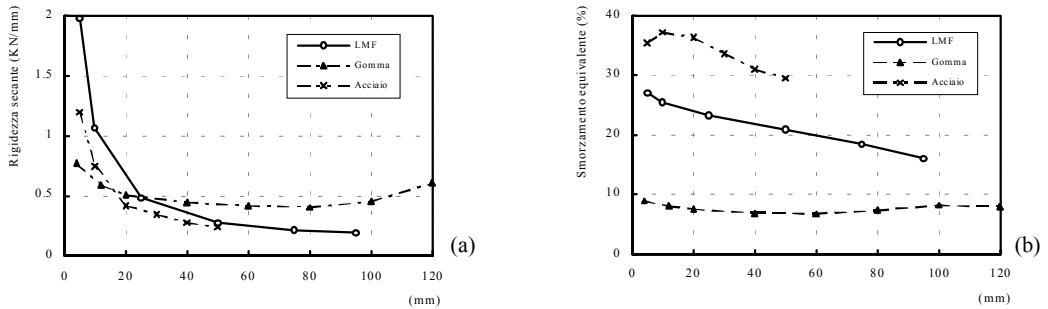 Rigidezza secante (KN/mm)
2
1.5
1
0.5
0
0
20
40
60
80
100
120
(mm)
LMF
Gomma
Acciaio
(a)
Smorzamento equivalente (%)
40
30
20
10
0
0
20
40
60
80
100
120
(mm)
LMF
Gomma
Acciaio
(b)